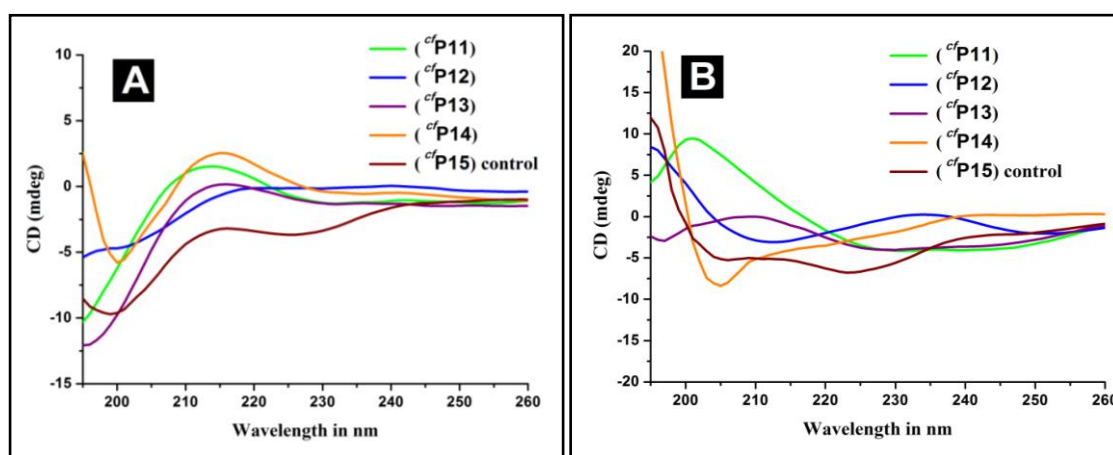 A
10
5
0
-5
-10
-15
CD (mdeg)
200 210 220 230 240 250 260
Wavelength in nm
(cfP11)
(cfP12)
(cfP13)
(cfP14)
(cfP15) control
B
20
15
10
5
0
-5
-10
-15
-20
CD (mdeg)
200 210 220 230 240 250 260
Wavelength in nm
(cfP11)
(cfP12)
(cfP13)
(cfP14)
(cfP15) control